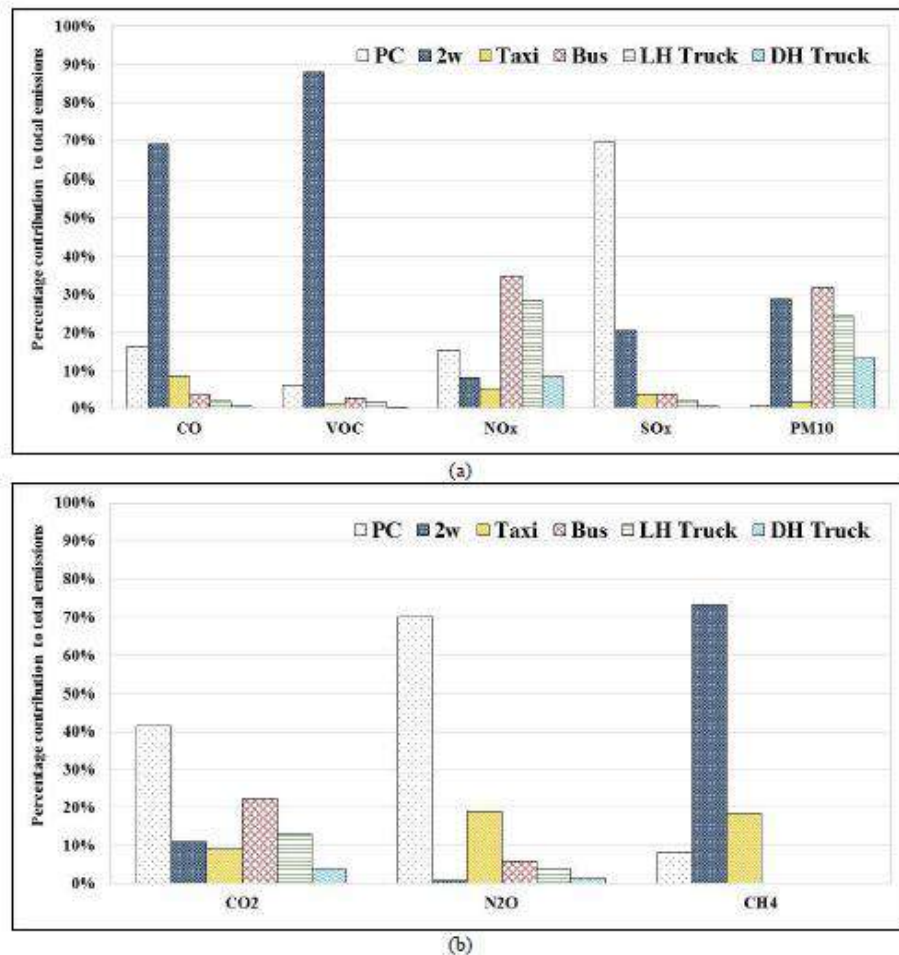 Percentage contribution to total emissions
100%
90%
80%
70%
60%
50%
40%
30%
20%
10%
0%
PC 2w Taxi Bus LH Truck DH Truck
CO VOC NOx SOx PM10
(a)
Percentage contribution to total emissions
100%
90%
80%
70%
60%
50%
40%
30%
20%
10%
0%
PC 2w Taxi Bus LH Truck DH Truck
CO2 N2O CH4
(b)